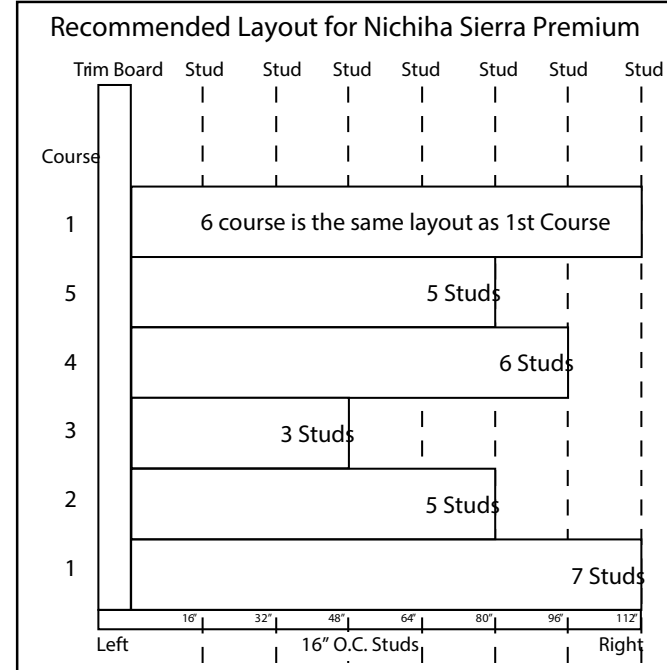 Recommended Layout for Nichiha Sierra Premium
Trim Board Stud Stud Stud Stud Stud Stud Stud
Course
1 6 course is the same layout as 1st Course
5 5 Studs
4 6 Studs
3 3 Studs
2 5 Studs
1 7 Studs
16" 32" 48" 64" 80" 96" 112"
Left 16" O.C. Studs Right